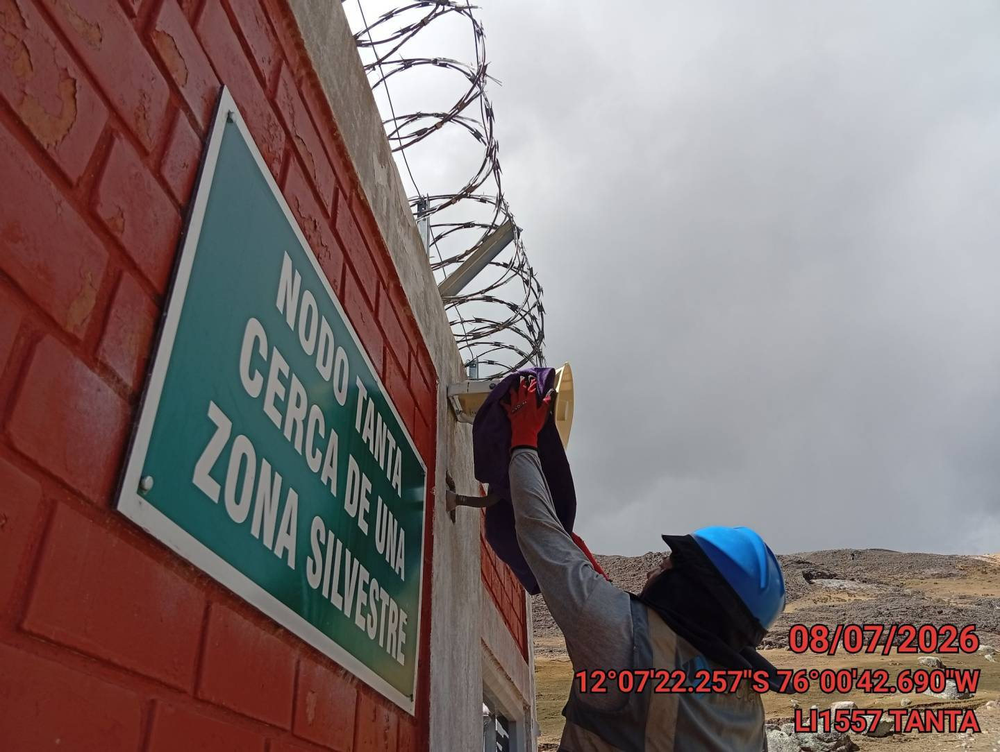 NODO TANTA
CERCA DE UNA
ZONA SILVESTRE
08/07/2026
12°07'22.257"S 76°00'42.690"W
LI1557 TANTA